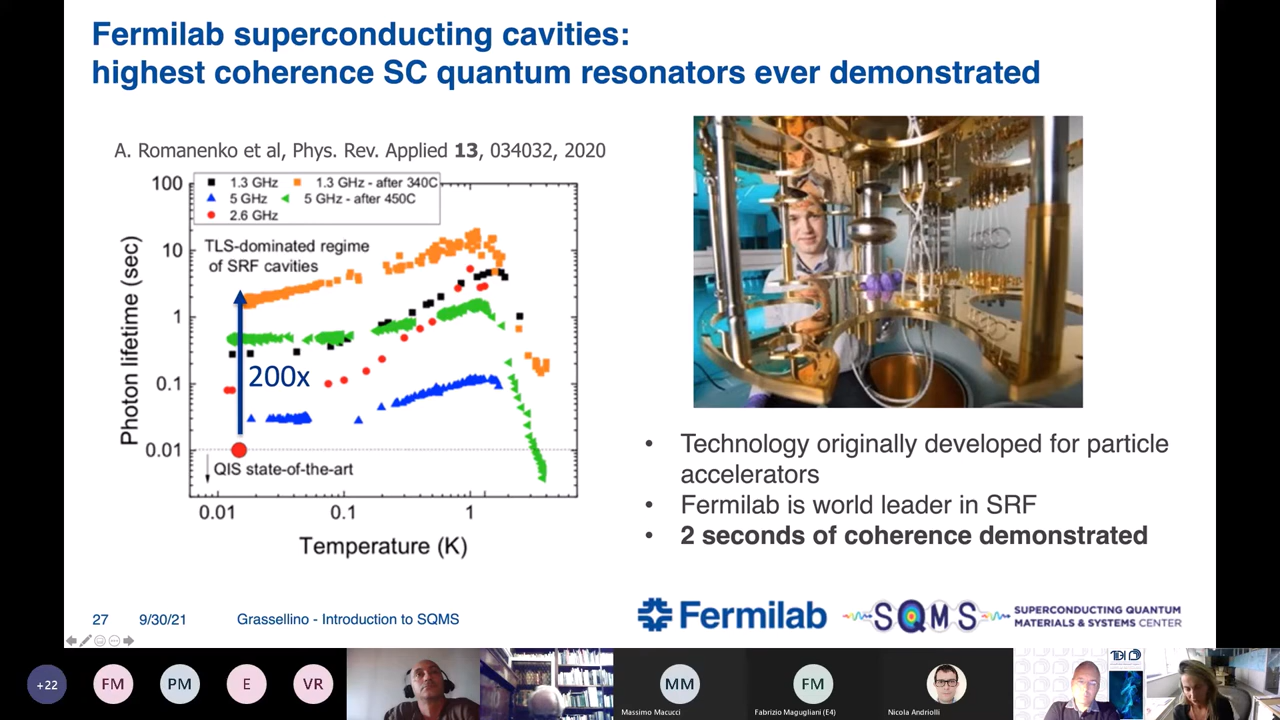 Fermilab superconducting cavities:
highest coherence SC quantum resonators ever demonstrated
A. Romanenko et al, Phys. Rev. Applied 13, 034032, 2020
1.3 GHz
1.3 GHz - after 340C
5 GHz
5 GHz - after 450C
2.6 GHz
TLS-dominated regime
of SRF cavities
200x
QIS state-of-the-art
Photon lifetime (sec)
100
10
1
0.1
0.01
0.01
0.1
1
Temperature (K)
• Technology originally developed for particle
accelerators
• Fermilab is world leader in SRF
• 2 seconds of coherence demonstrated
27
9/30/21
Grassellino - Introduction to SQMS
Fermilab
SQMS
SUPERCONDUCTING QUANTUM
MATERIALS & SYSTEMS CENTER
+22
FM
PM
E
VR
MM
Massimo Macucci
FM
Fabrizio Magugliani (E4)
Nicola Andriolli